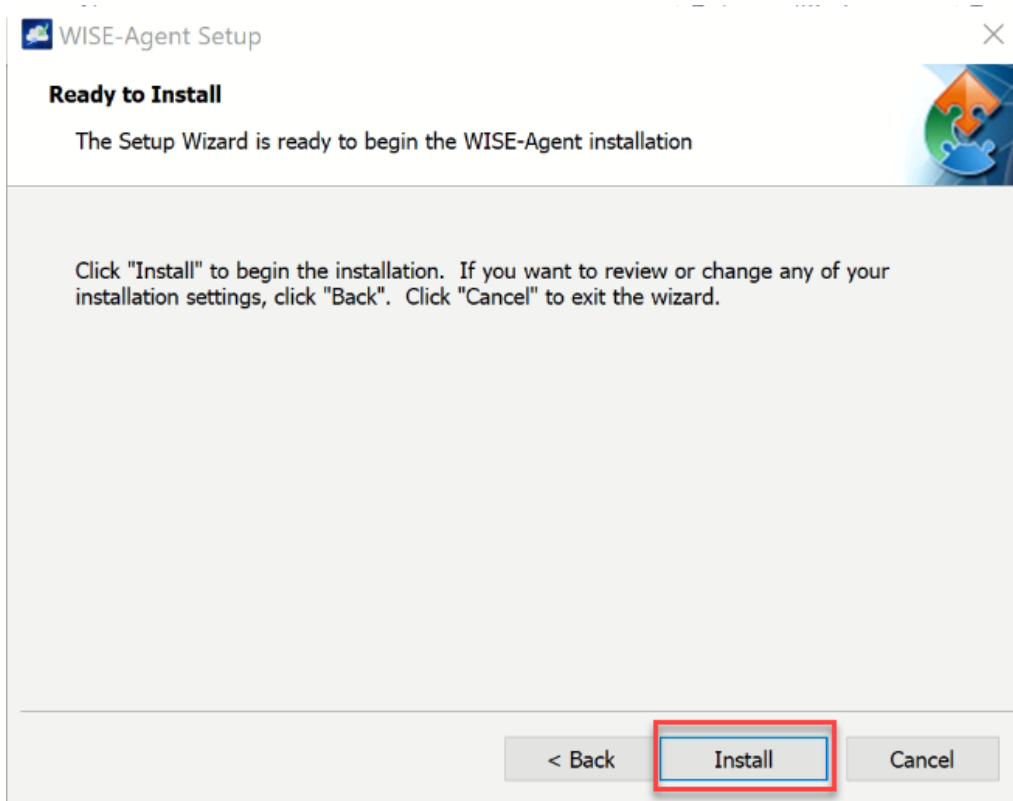 WISE-Agent Setup
Ready to Install
The Setup Wizard is ready to begin the WISE-Agent installation
Click "Install" to begin the installation.  If you want to review or change any of your
installation settings, click "Back".  Click "Cancel" to exit the wizard.
< Back
Install
Cancel